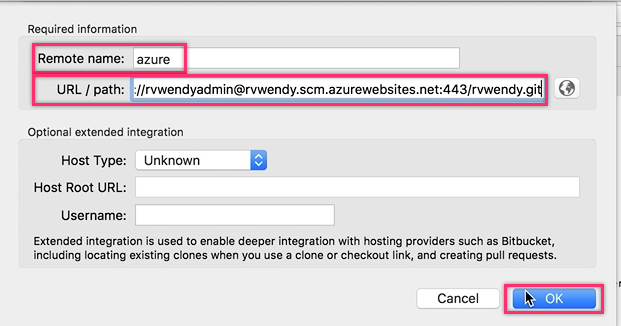 Required information
Remote name: azure
URL / path: ://rvwendyadmin@rvwendy.scm.azurewebsites.net:443/rvwendy.git
Optional extended integration
Host Type: Unknown
Host Root URL:
Username:
Extended integration is used to enable deeper integration with hosting providers such as Bitbucket,
including locating existing clones when you use a clone or checkout link, and creating pull requests.
Cancel OK